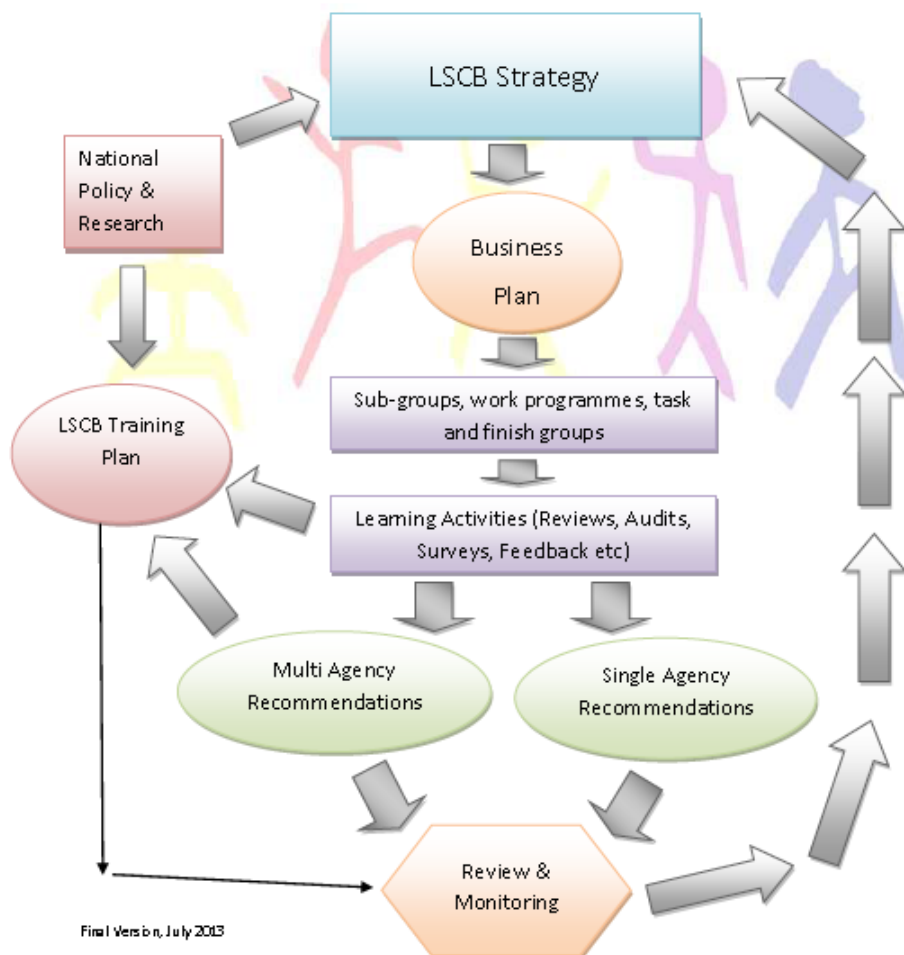 LSCB Strategy
National
Policy &
Research
Business
Plan
Sub-groups, work programmes, task
and finish groups
LSCB Training
Plan
Learning Activities (Reviews, Audits,
Surveys, Feedback etc)
Multi Agency
Recommendations
Single Agency
Recommendations
Review &
Monitoring
Final Version, July 2013